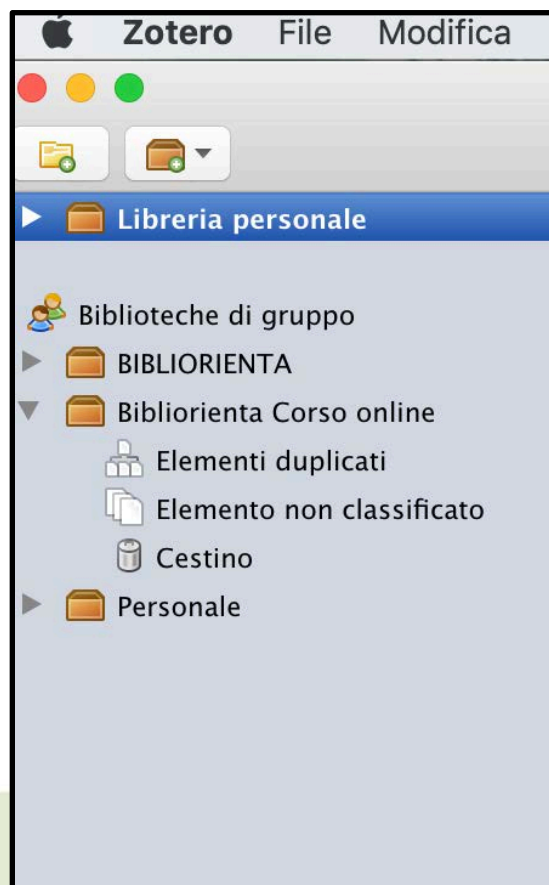 Zotero File Modifica
Libreria personale
Biblioteche di gruppo
BIBLIORIENTA
Bibliorienta Corso online
Elementi duplicati
Elemento non classificato
Cestino
Personale